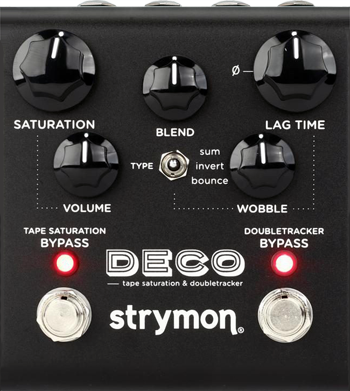 Ø
SATURATION
BLEND
LAG TIME
TYPE
sum
invert
bounce
VOLUME
WOBBLE
TAPE SATURATION
BYPASS
DOUBLETRACKER
BYPASS
DECO
tape saturation & doubletracker
strymon®